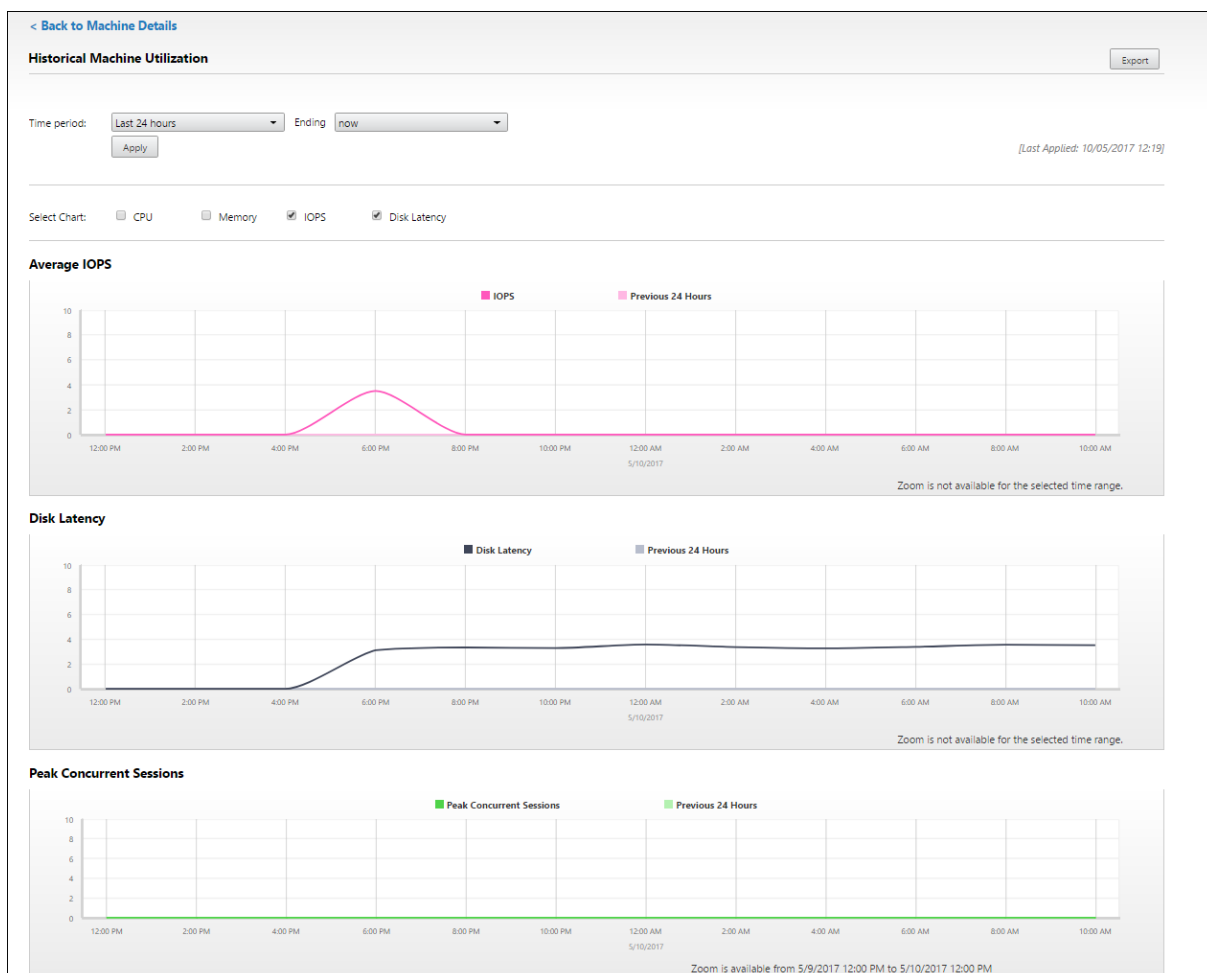 < Back to Machine Details
Historical Machine Utilization
Export
Time period: Last 24 hours Ending now
Apply
[Last Applied: 10/05/2017 12:19]
Select Chart: CPU Memory IOPS Disk Latency
Average IOPS
IOPS Previous 24 Hours
10
8
6
4
2
0
12:00 PM 2:00 PM 4:00 PM 6:00 PM 8:00 PM 10:00 PM 12:00 AM 2:00 AM 4:00 AM 6:00 AM 8:00 AM 10:00 AM
5/10/2017
Zoom is not available for the selected time range.
Disk Latency
Disk Latency Previous 24 Hours
10
8
6
4
2
0
12:00 PM 2:00 PM 4:00 PM 6:00 PM 8:00 PM 10:00 PM 12:00 AM 2:00 AM 4:00 AM 6:00 AM 8:00 AM 10:00 AM
5/10/2017
Zoom is not available for the selected time range.
Peak Concurrent Sessions
Peak Concurrent Sessions Previous 24 Hours
10
8
6
4
2
0
12:00 PM 2:00 PM 4:00 PM 6:00 PM 8:00 PM 10:00 PM 12:00 AM 2:00 AM 4:00 AM 6:00 AM 8:00 AM 10:00 AM
5/10/2017
Zoom is available from 5/9/2017 12:00 PM to 5/10/2017 12:00 PM